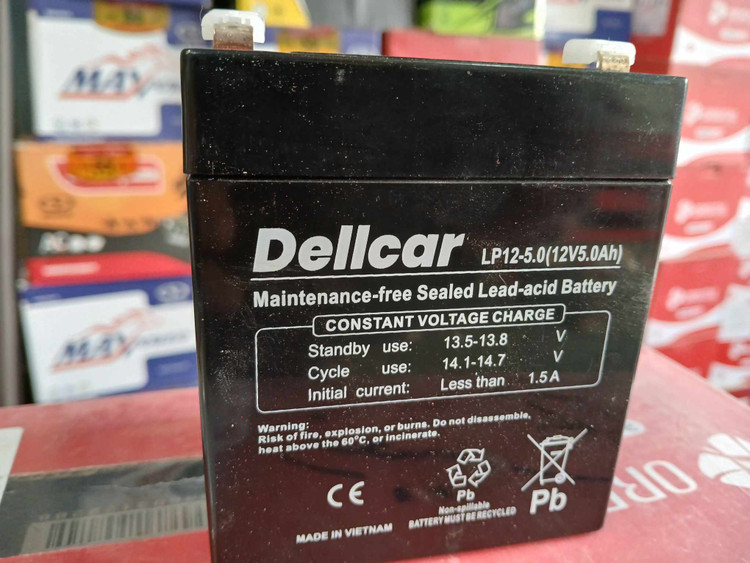 MAX
Dellcar LP12-5.0(12V5.0Ah)
Maintenance-free Sealed Lead-acid Battery
CONSTANT VOLTAGE CHARGE
Standby use: 13.5-13.8 V
Cycle use: 14.1-14.7 V
Initial current: Less than 1.5A
Warning:
Risk of fire, explosion, or burns. Do not disassemble,
heat above the 60°C, or incinerate.
CE
Pb
Non-spillable
BATTERY MUST BE RECYCLED
Pb
MADE IN VIETNAM